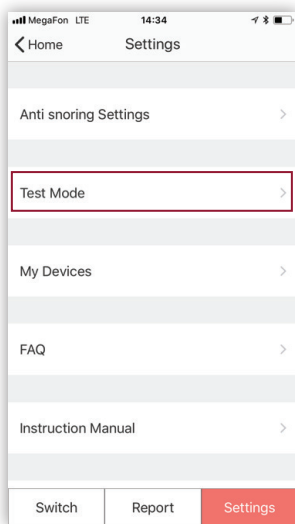 MegaFon LTE 14:34
Home Settings
Anti snoring Settings
Test Mode
My Devices
FAQ
Instruction Manual
Switch Report Settings